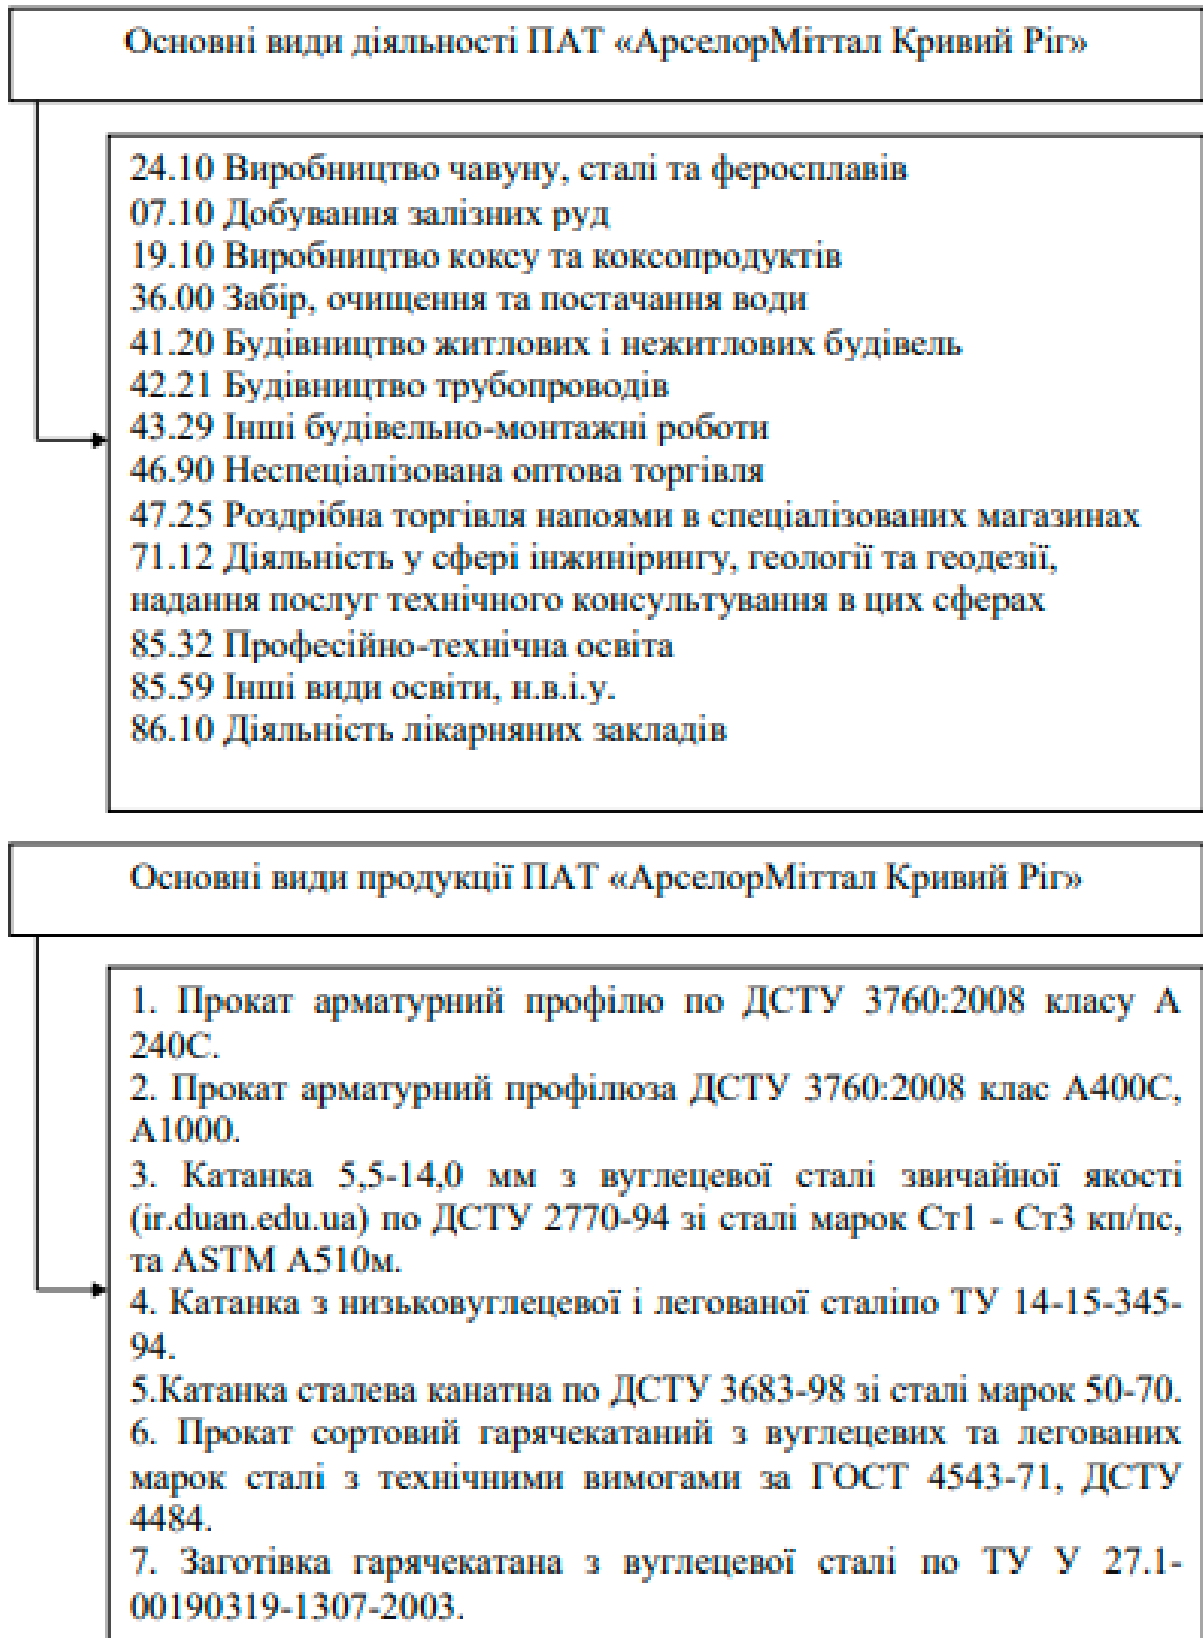 Основні види діяльності ПАТ «АрселорМіттал Кривий Ріг»
24.10 Виробництво чавуну, сталі та феросплавів
07.10 Добування залізних руд
19.10 Виробництво коксу та коксопродуктів
36.00 Забір, очищення та постачання води
41.20 Будівництво житлових і нежитлових будівель
42.21 Будівництво трубопроводів
43.29 Інші будівельно-монтажні роботи
46.90 Неспеціалізована оптова торгівля
47.25 Роздрібна торгівля напоями в спеціалізованих магазинах
71.12 Діяльність у сфері інжинірингу, геології та геодезії,
надання послуг технічного консультування в цих сферах
85.32 Професійно-технічна освіта
85.59 Інші види освіти, н.в.і.у.
86.10 Діяльність лікарняних закладів
Основні види продукції ПАТ «АрселорМіттал Кривий Ріг»
1. Прокат арматурний профілю по ДСТУ 3760:2008 класу А
240С.
2. Прокат арматурний профілюза ДСТУ 3760:2008 клас А400С,
А1000.
3. Катанка 5,5-14,0 мм з вуглецевої сталі звичайної якості
(ir.duan.edu.ua) по ДСТУ 2770-94 зі сталі марок Ст1 - Ст3 кп/пс,
та ASTM А510м.
4. Катанка з низьковуглецевої і легованої сталіпо ТУ 14-15-345-
94.
5.Катанка сталева канатна по ДСТУ 3683-98 зі сталі марок 50-70.
6. Прокат сортовий гарячекатаний з вуглецевих та легованих
марок сталі з технічними вимогами за ГОСТ 4543-71, ДСТУ
4484.
7. Заготівка гарячекатана з вуглецевої сталі по ТУ У 27.1-
00190319-1307-2003.